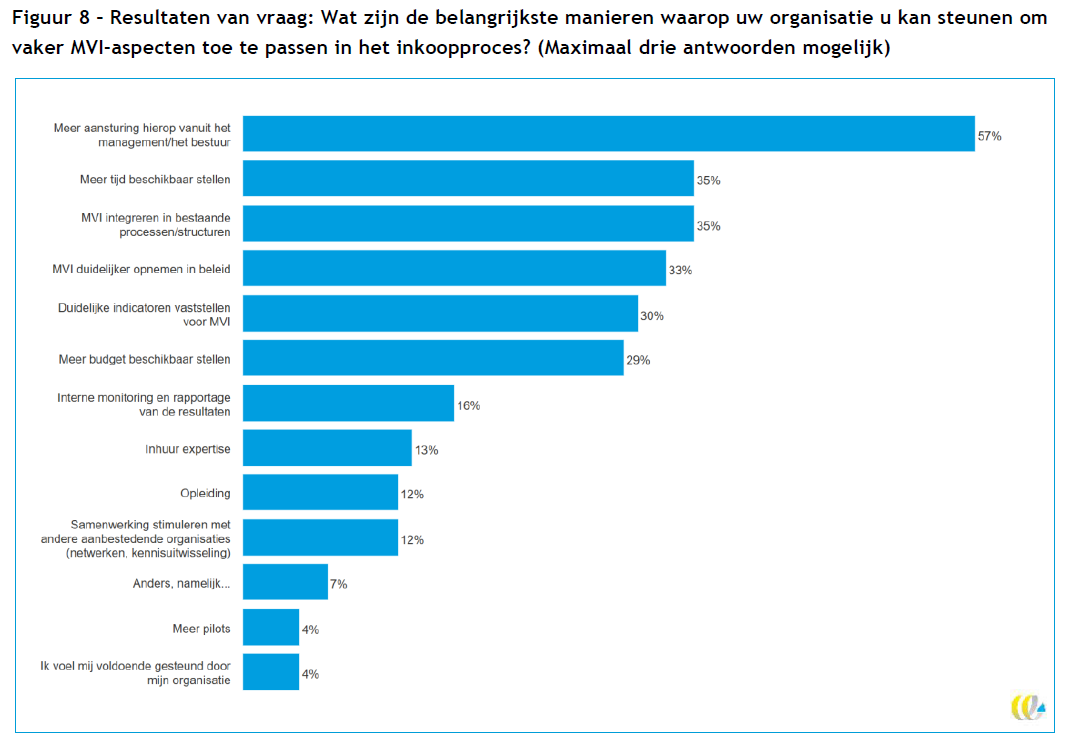 Figuur 8 – Resultaten van vraag: Wat zijn de belangrijkste manieren waarop uw organisatie u kan steunen om
vaker MVI-aspecten toe te passen in het inkoopproces? (Maximaal drie antwoorden mogelijk)
Meer aansturing hierop vanuit het
management/het bestuur
57%
Meer tijd beschikbaar stellen
35%
MVI integreren in bestaande
processen/structuren
35%
MVI duidelijker opnemen in beleid
33%
Duidelijke indicatoren vaststellen
voor MVI
30%
Meer budget beschikbaar stellen
29%
Interne monitoring en rapportage
van de resultaten
16%
Inhuur expertise
13%
Opleiding
12%
Samenwerking stimuleren met
andere aanbestedende organisaties
(netwerken, kennisuitwisseling)
12%
Anders, namelijk...
7%
Meer pilots
4%
Ik voel mij voldoende gesteund door
mijn organisatie
4%